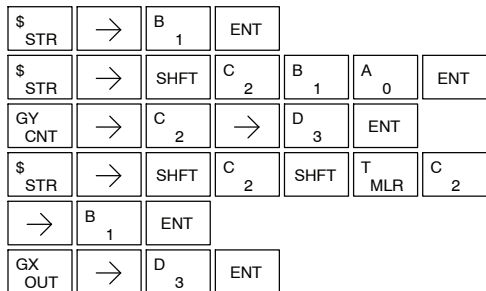 $ STR → B 1 ENT
$ STR → SHFT C 2 B 1 A 0 ENT
GY CNT → C 2 → D 3 ENT
$ STR → SHFT C 2 SHFT T MLR C 2
→ B 1 ENT
GX OUT → D 3 ENT